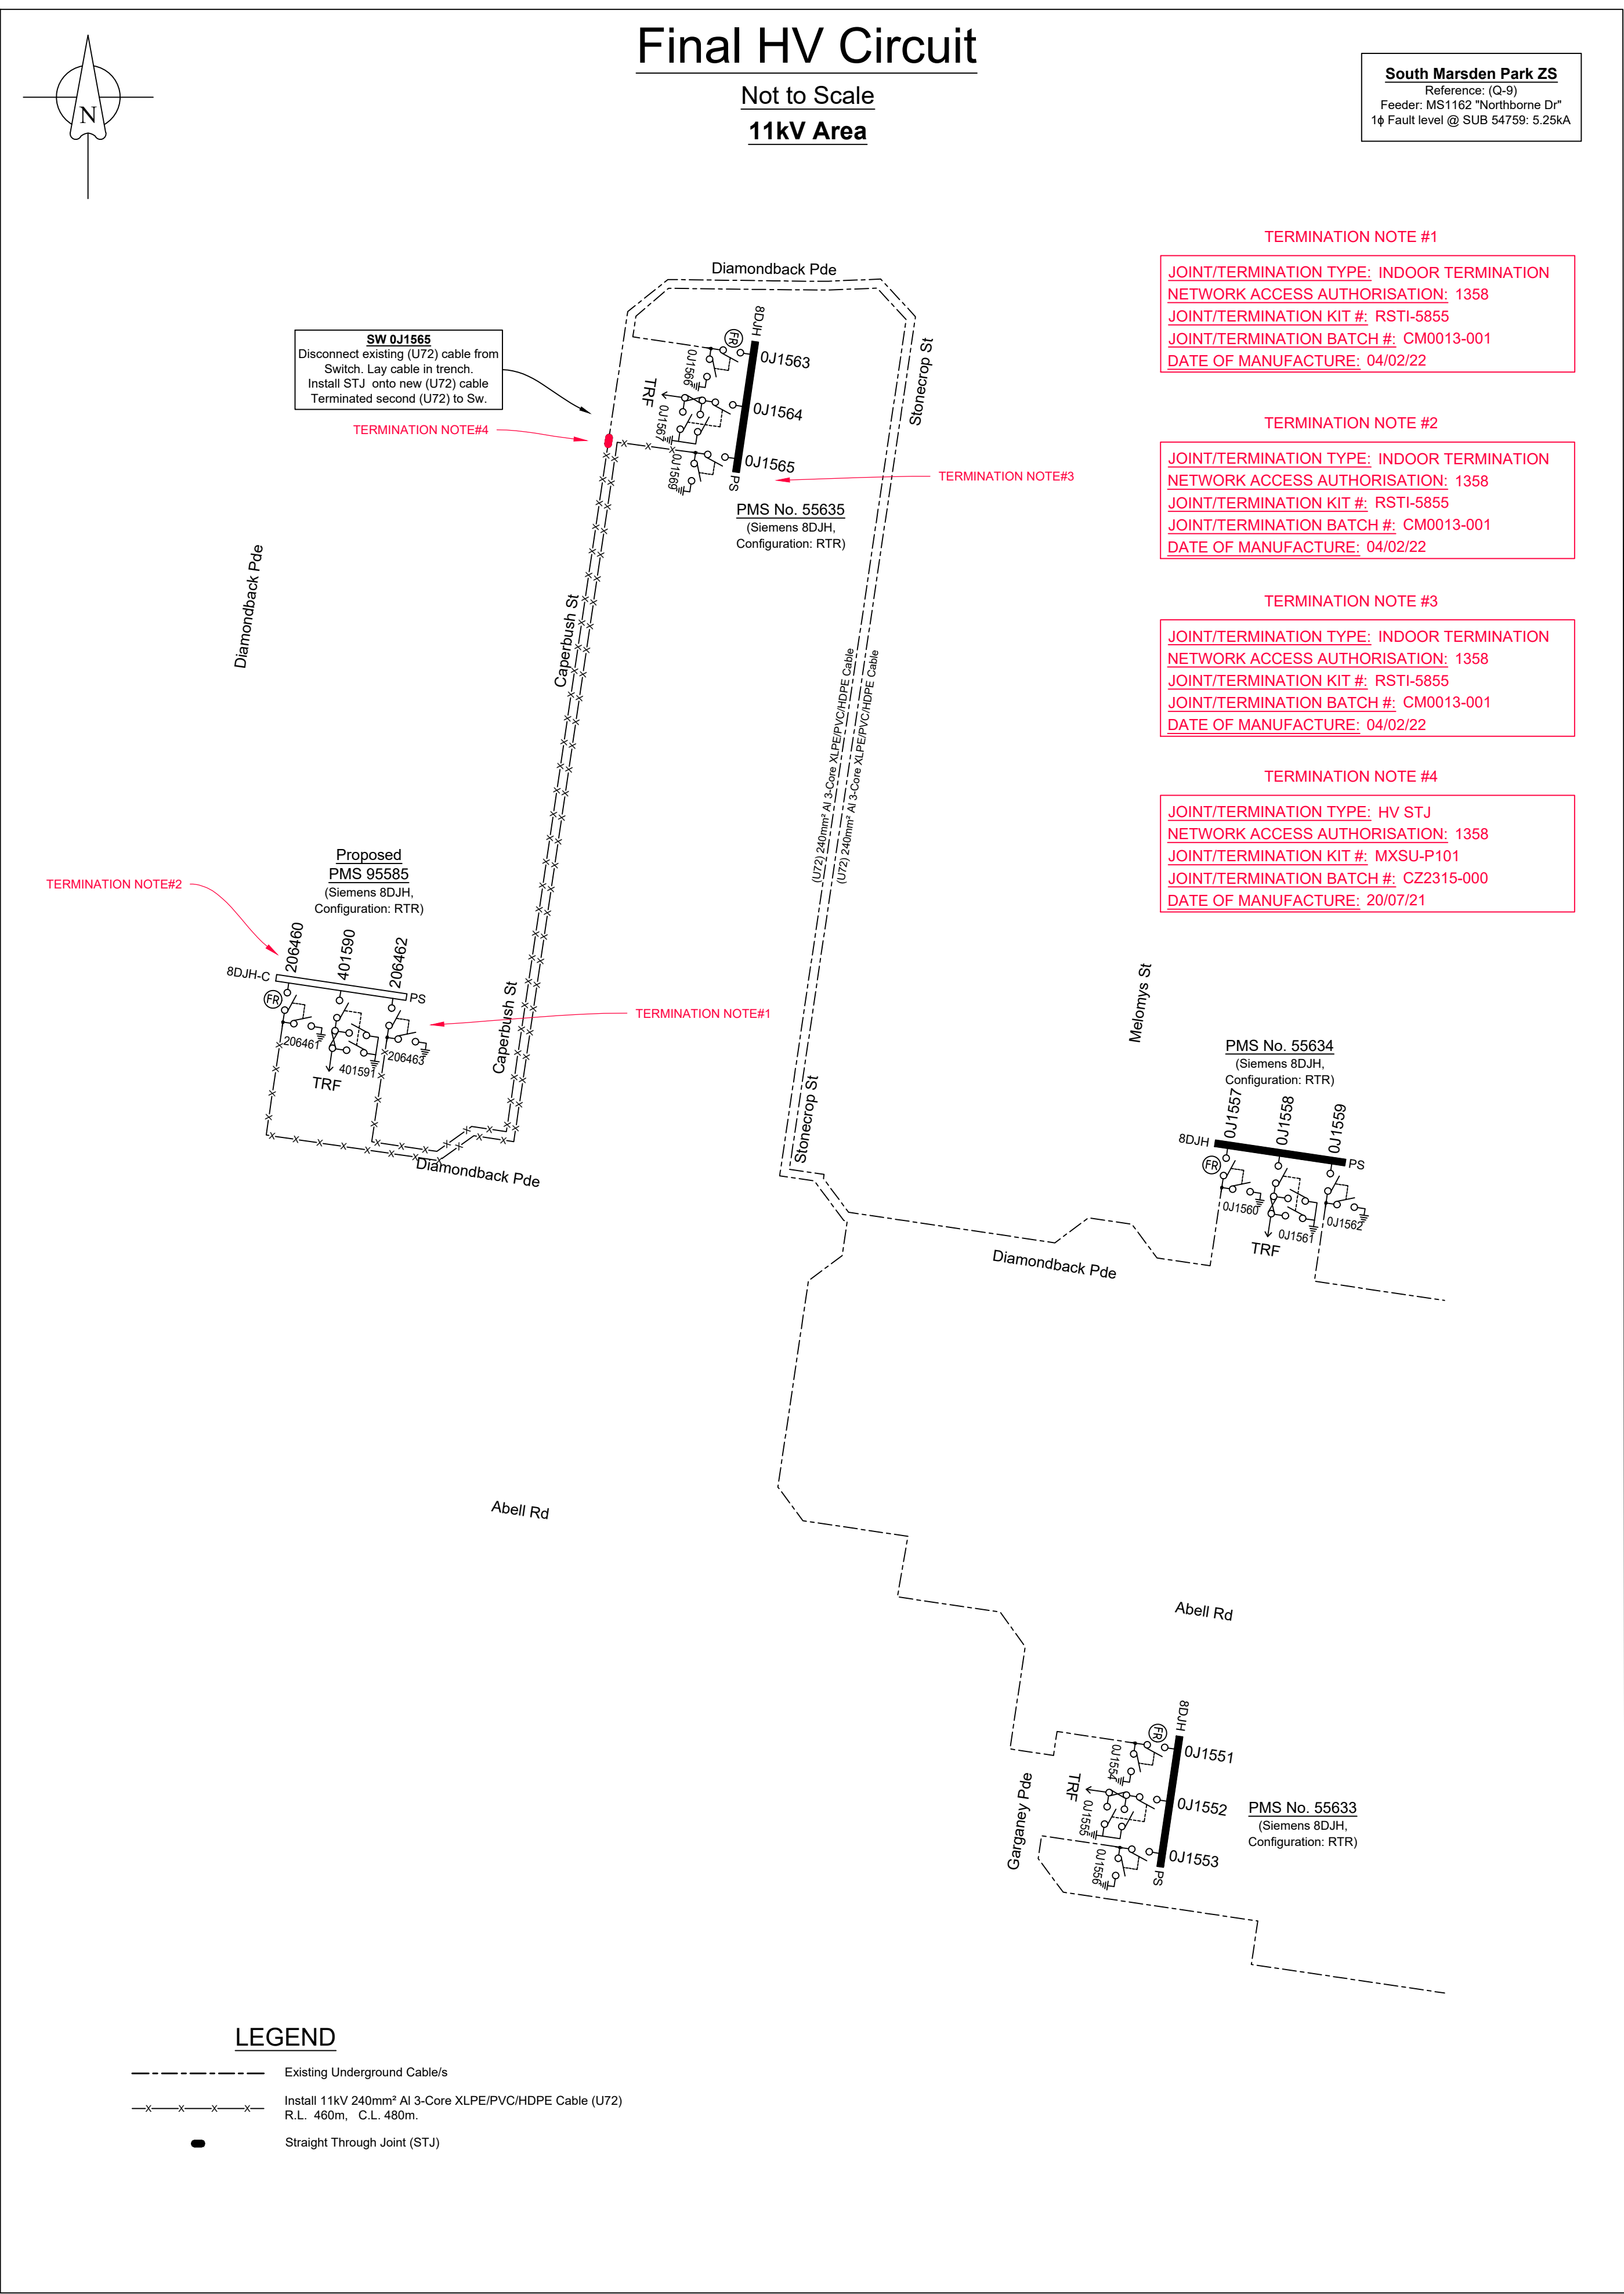 Final HV Circuit
Not to Scale
11kV Area
N
South Marsden Park ZS
Reference: (Q-9)
Feeder: MS1162 "Northborne Dr"
1ϕ Fault level @ SUB 54759: 5.25kA
TERMINATION NOTE #1
JOINT/TERMINATION TYPE: INDOOR TERMINATION
NETWORK ACCESS AUTHORISATION: 1358
JOINT/TERMINATION KIT #: RSTI-5855
JOINT/TERMINATION BATCH #: CM0013-001
DATE OF MANUFACTURE: 04/02/22
TERMINATION NOTE #2
JOINT/TERMINATION TYPE: INDOOR TERMINATION
NETWORK ACCESS AUTHORISATION: 1358
JOINT/TERMINATION KIT #: RSTI-5855
JOINT/TERMINATION BATCH #: CM0013-001
DATE OF MANUFACTURE: 04/02/22
TERMINATION NOTE #3
JOINT/TERMINATION TYPE: INDOOR TERMINATION
NETWORK ACCESS AUTHORISATION: 1358
JOINT/TERMINATION KIT #: RSTI-5855
JOINT/TERMINATION BATCH #: CM0013-001
DATE OF MANUFACTURE: 04/02/22
TERMINATION NOTE #4
JOINT/TERMINATION TYPE: HV STJ
NETWORK ACCESS AUTHORISATION: 1358
JOINT/TERMINATION KIT #: MXSU-P101
JOINT/TERMINATION BATCH #: CZ2315-000
DATE OF MANUFACTURE: 20/07/21
Diamondback Pde
SW 0J1565
Disconnect existing (U72) cable from
Switch. Lay cable in trench.
Install STJ onto new (U72) cable
Terminated second (U72) to Sw.
TERMINATION NOTE#4
8DJH
FR
0J1563
0J1566
TRF
0J1564
0J1567
0J1565
0J1569
PS
TERMINATION NOTE#3
PMS No. 55635
(Siemens 8DJH,
Configuration: RTR)
Stonecrop St
Diamondback Pde
Caperbush St
(U72) 240mm² Al 3-Core XLPE/PVC/HDPE Cable
(U72) 240mm² Al 3-Core XLPE/PVC/HDPE Cable
Proposed
PMS 95585
(Siemens 8DJH,
Configuration: RTR)
TERMINATION NOTE#2
206460
401590
206462
8DJH-C
PS
FR
206461
401591
206463
TRF
TERMINATION NOTE#1
Caperbush St
Diamondback Pde
Stonecrop St
Melomys St
PMS No. 55634
(Siemens 8DJH,
Configuration: RTR)
0J1557
0J1558
0J1559
8DJH
PS
FR
0J1560
0J1561
0J1562
TRF
Diamondback Pde
Abell Rd
Abell Rd
8DJH
FR
0J1551
0J1554
TRF
0J1552
0J1555
0J1553
0J1556
PS
Garganey Pde
PMS No. 55633
(Siemens 8DJH,
Configuration: RTR)
LEGEND
Existing Underground Cable/s
x x x x Install 11kV 240mm² Al 3-Core XLPE/PVC/HDPE Cable (U72)
R.L. 460m, C.L. 480m.
Straight Through Joint (STJ)